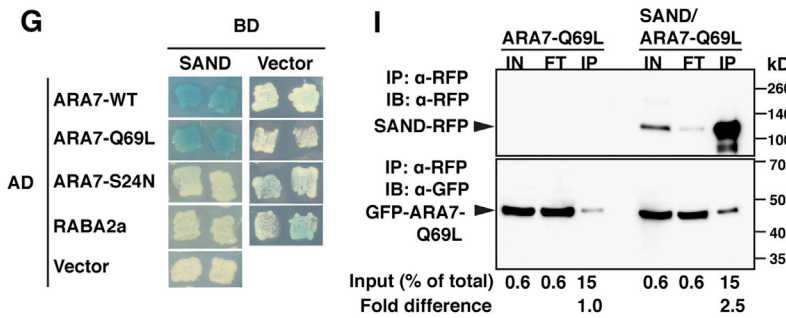 G
BD
SAND Vector
AD
ARA7-WT
ARA7-Q69L
ARA7-S24N
RABA2a
Vector
I
SAND/
ARA7-Q69L ARA7-Q69L
IN FT IP IN FT IP kD
IP: α-RFP
IB: α-RFP
SAND-RFP
260
140
100
IP: α-RFP
IB: α-GFP
GFP-ARA7-
Q69L
70
50
40
35
Input (% of total) 0.6 0.6 15 0.6 0.6 15
Fold difference 1.0 2.5